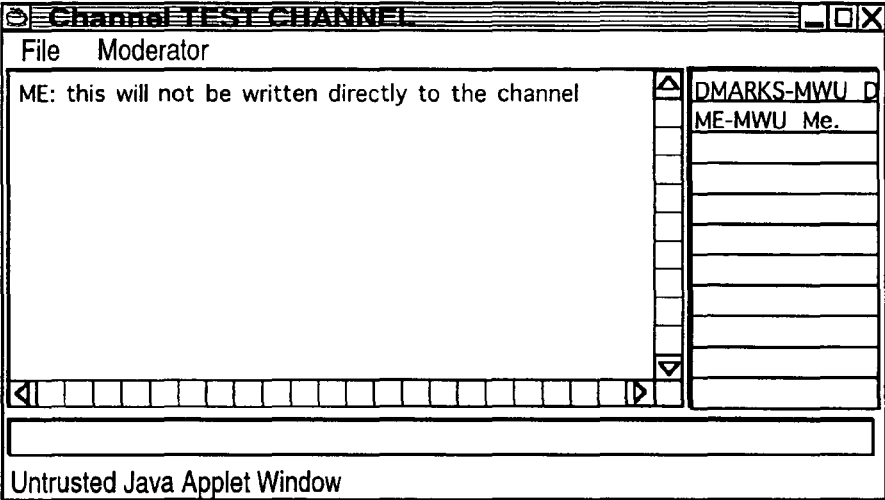 Channel TEST CHANNEL
File Moderator
ME: this will not be written directly to the channel
DMARKS-MWU D
ME-MWU Me.
Untrusted Java Applet Window